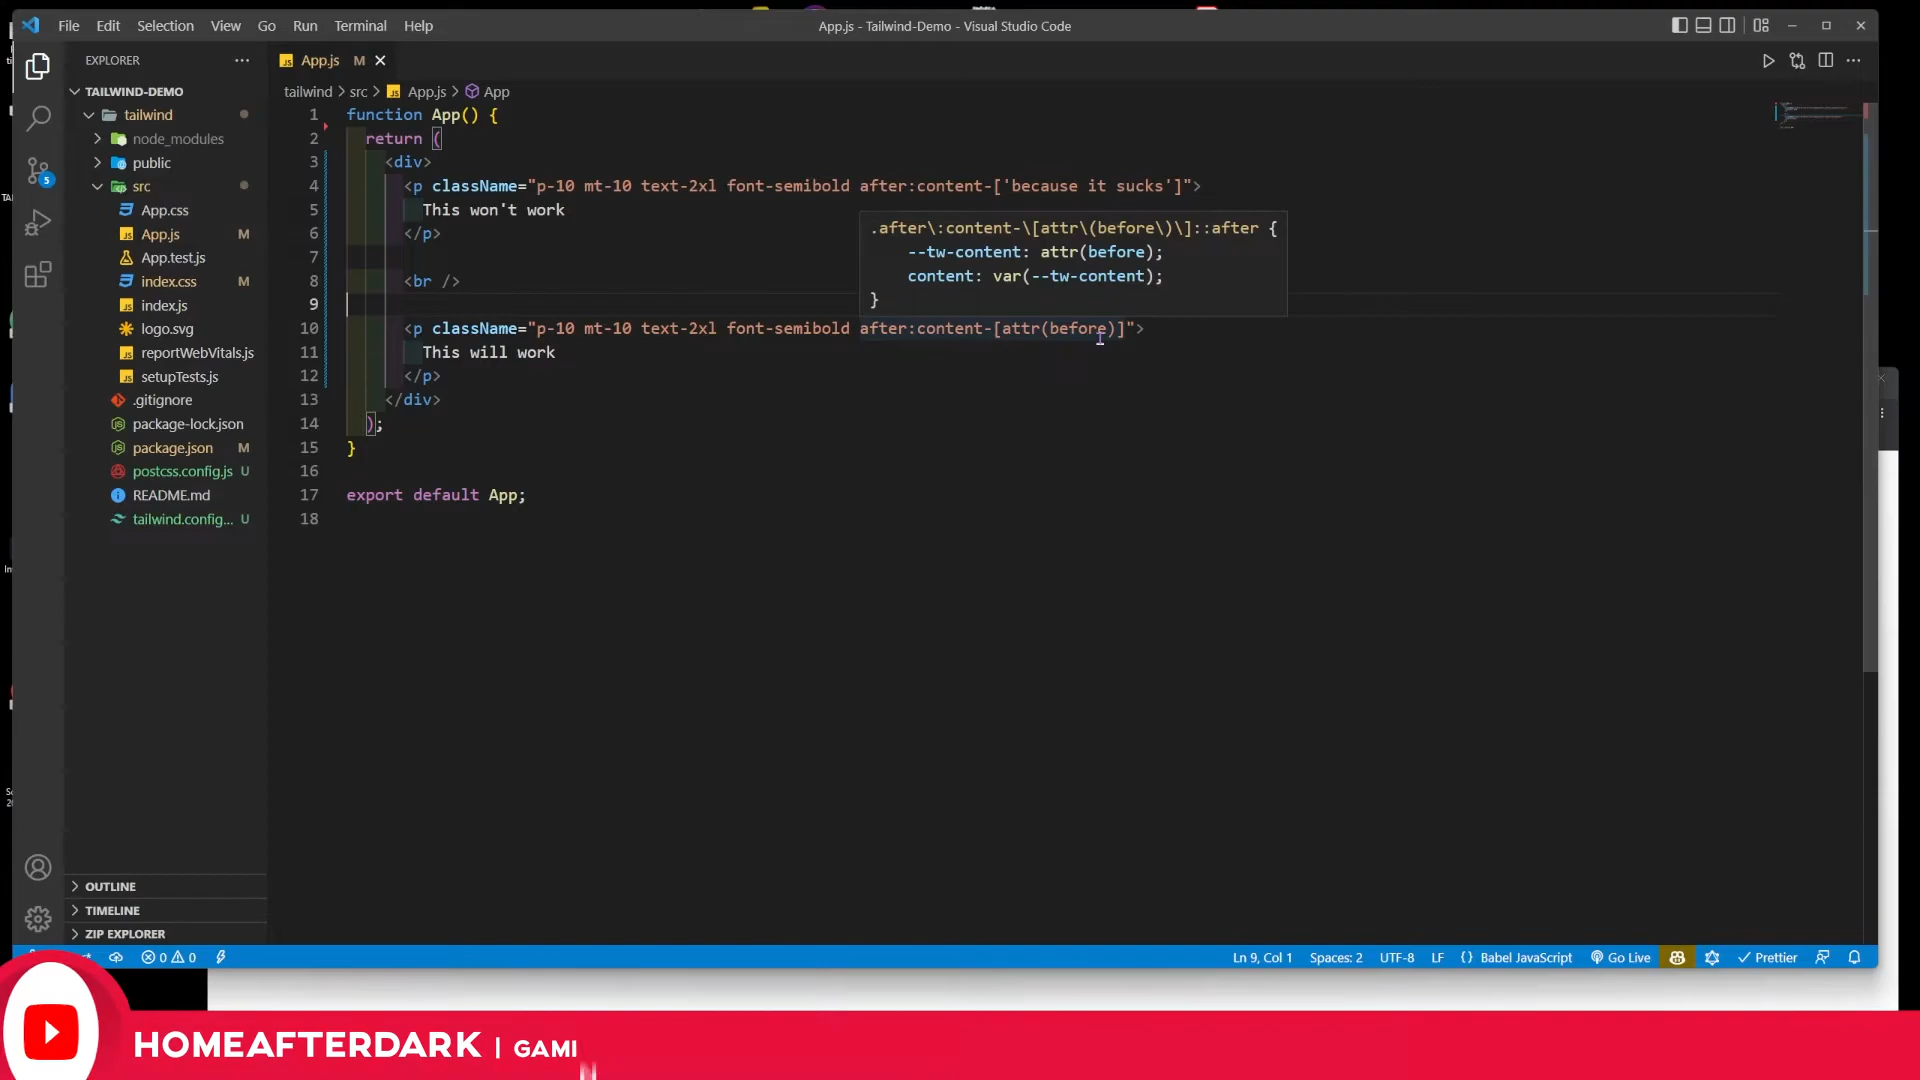 File Edit Selection View Go Run Terminal Help
App.js - Tailwind-Demo - Visual Studio Code
EXPLORER
App.js M
TAILWIND-DEMO
tailwind > src > App.js > App
tailwind
node_modules
public
src
App.css
App.js M
App.test.js
index.css M
index.js
logo.svg
reportWebVitals.js
setupTests.js
.gitignore
package-lock.json
package.json M
postcss.config.js U
README.md
tailwind.config... U
OUTLINE
TIMELINE
ZIP EXPLORER
5
1 function App() {
2 return (
3 <div>
4 <p className="p-10 mt-10 text-2xl font-semibold after:content-['because it sucks']">
5 This won't work
6 </p>
7
8 <br />
9
10 <p className="p-10 mt-10 text-2xl font-semibold after:content-[attr(before)]">
11 This will work
12 </p>
13 </div>
14 );
15 }
16
17 export default App;
18
.after\:content-\[attr\(before\)\]::after {
--tw-content: attr(before);
content: var(--tw-content);
}
0 0
Ln 9, Col 1 Spaces: 2 UTF-8 LF {} Babel JavaScript Go Live Prettier
HOMEAFTERDARK | GAMI